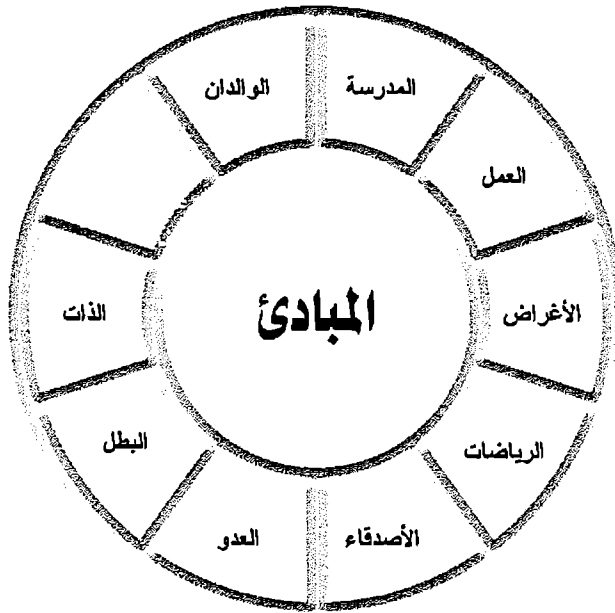 المدرسة
العمل
الأغراض
الرياضات
الأصدقاء
العدو
البطل
الذات
الوالدان
المبادئ